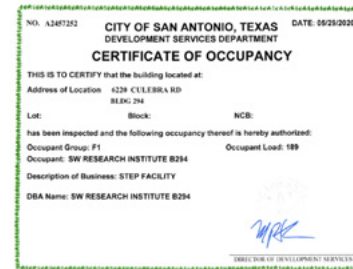 NO. A2457252
CITY OF SAN ANTONIO, TEXAS
DATE: 05/29/2020
DEVELOPMENT SERVICES DEPARTMENT
CERTIFICATE OF OCCUPANCY
THIS IS TO CERTIFY that the building located at:
Address of Location 6220 CULEBRA RD
BLDG 294
Lot: Block: NCB:
has been inspected and the following occupancy thereof is hereby authorized:
Occupant Group: F1 Occupant Load: 189
Occupant: SW RESEARCH INSTITUTE B294
Description of Business: STEP FACILITY
DBA Name: SW RESEARCH INSTITUTE B294
DIRECTOR OF DEVELOPMENT SERVICES